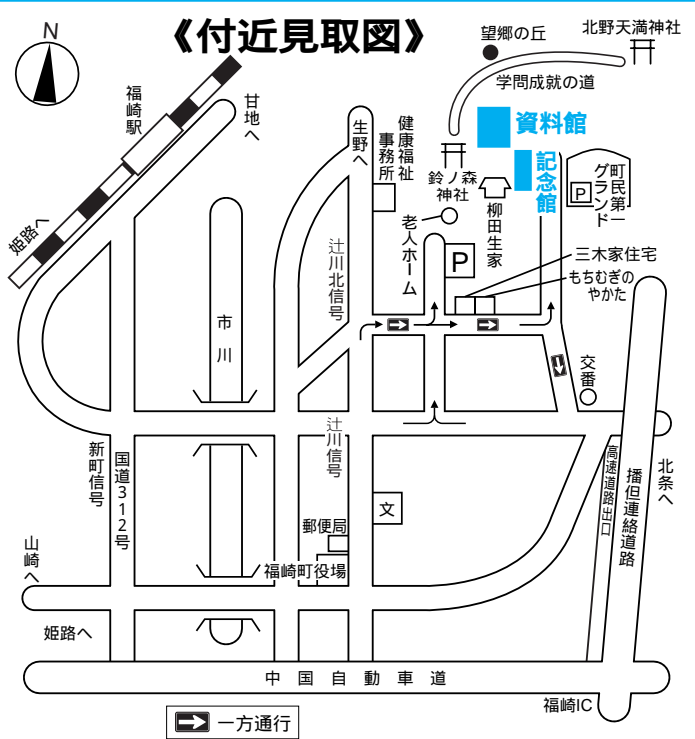 《付近見取図》
N
望郷の丘
北野天満神社
学問成就の道
福崎駅
甘地へ
生野へ
健康福祉
事務所
資料館
記念館
鈴ノ森
神社
町民第一
グランド
P
姫路へ
柳田生家
老人ホーム
P
辻川北信号
三木家住宅
もちむぎの
やかた
市川
交番
辻川信号
新町信号
国道312号
文
高速道路出口
播但連絡道路
北条へ
郵便局
福崎町役場
山崎へ
姫路へ
中国自動車道
福崎IC
一方通行